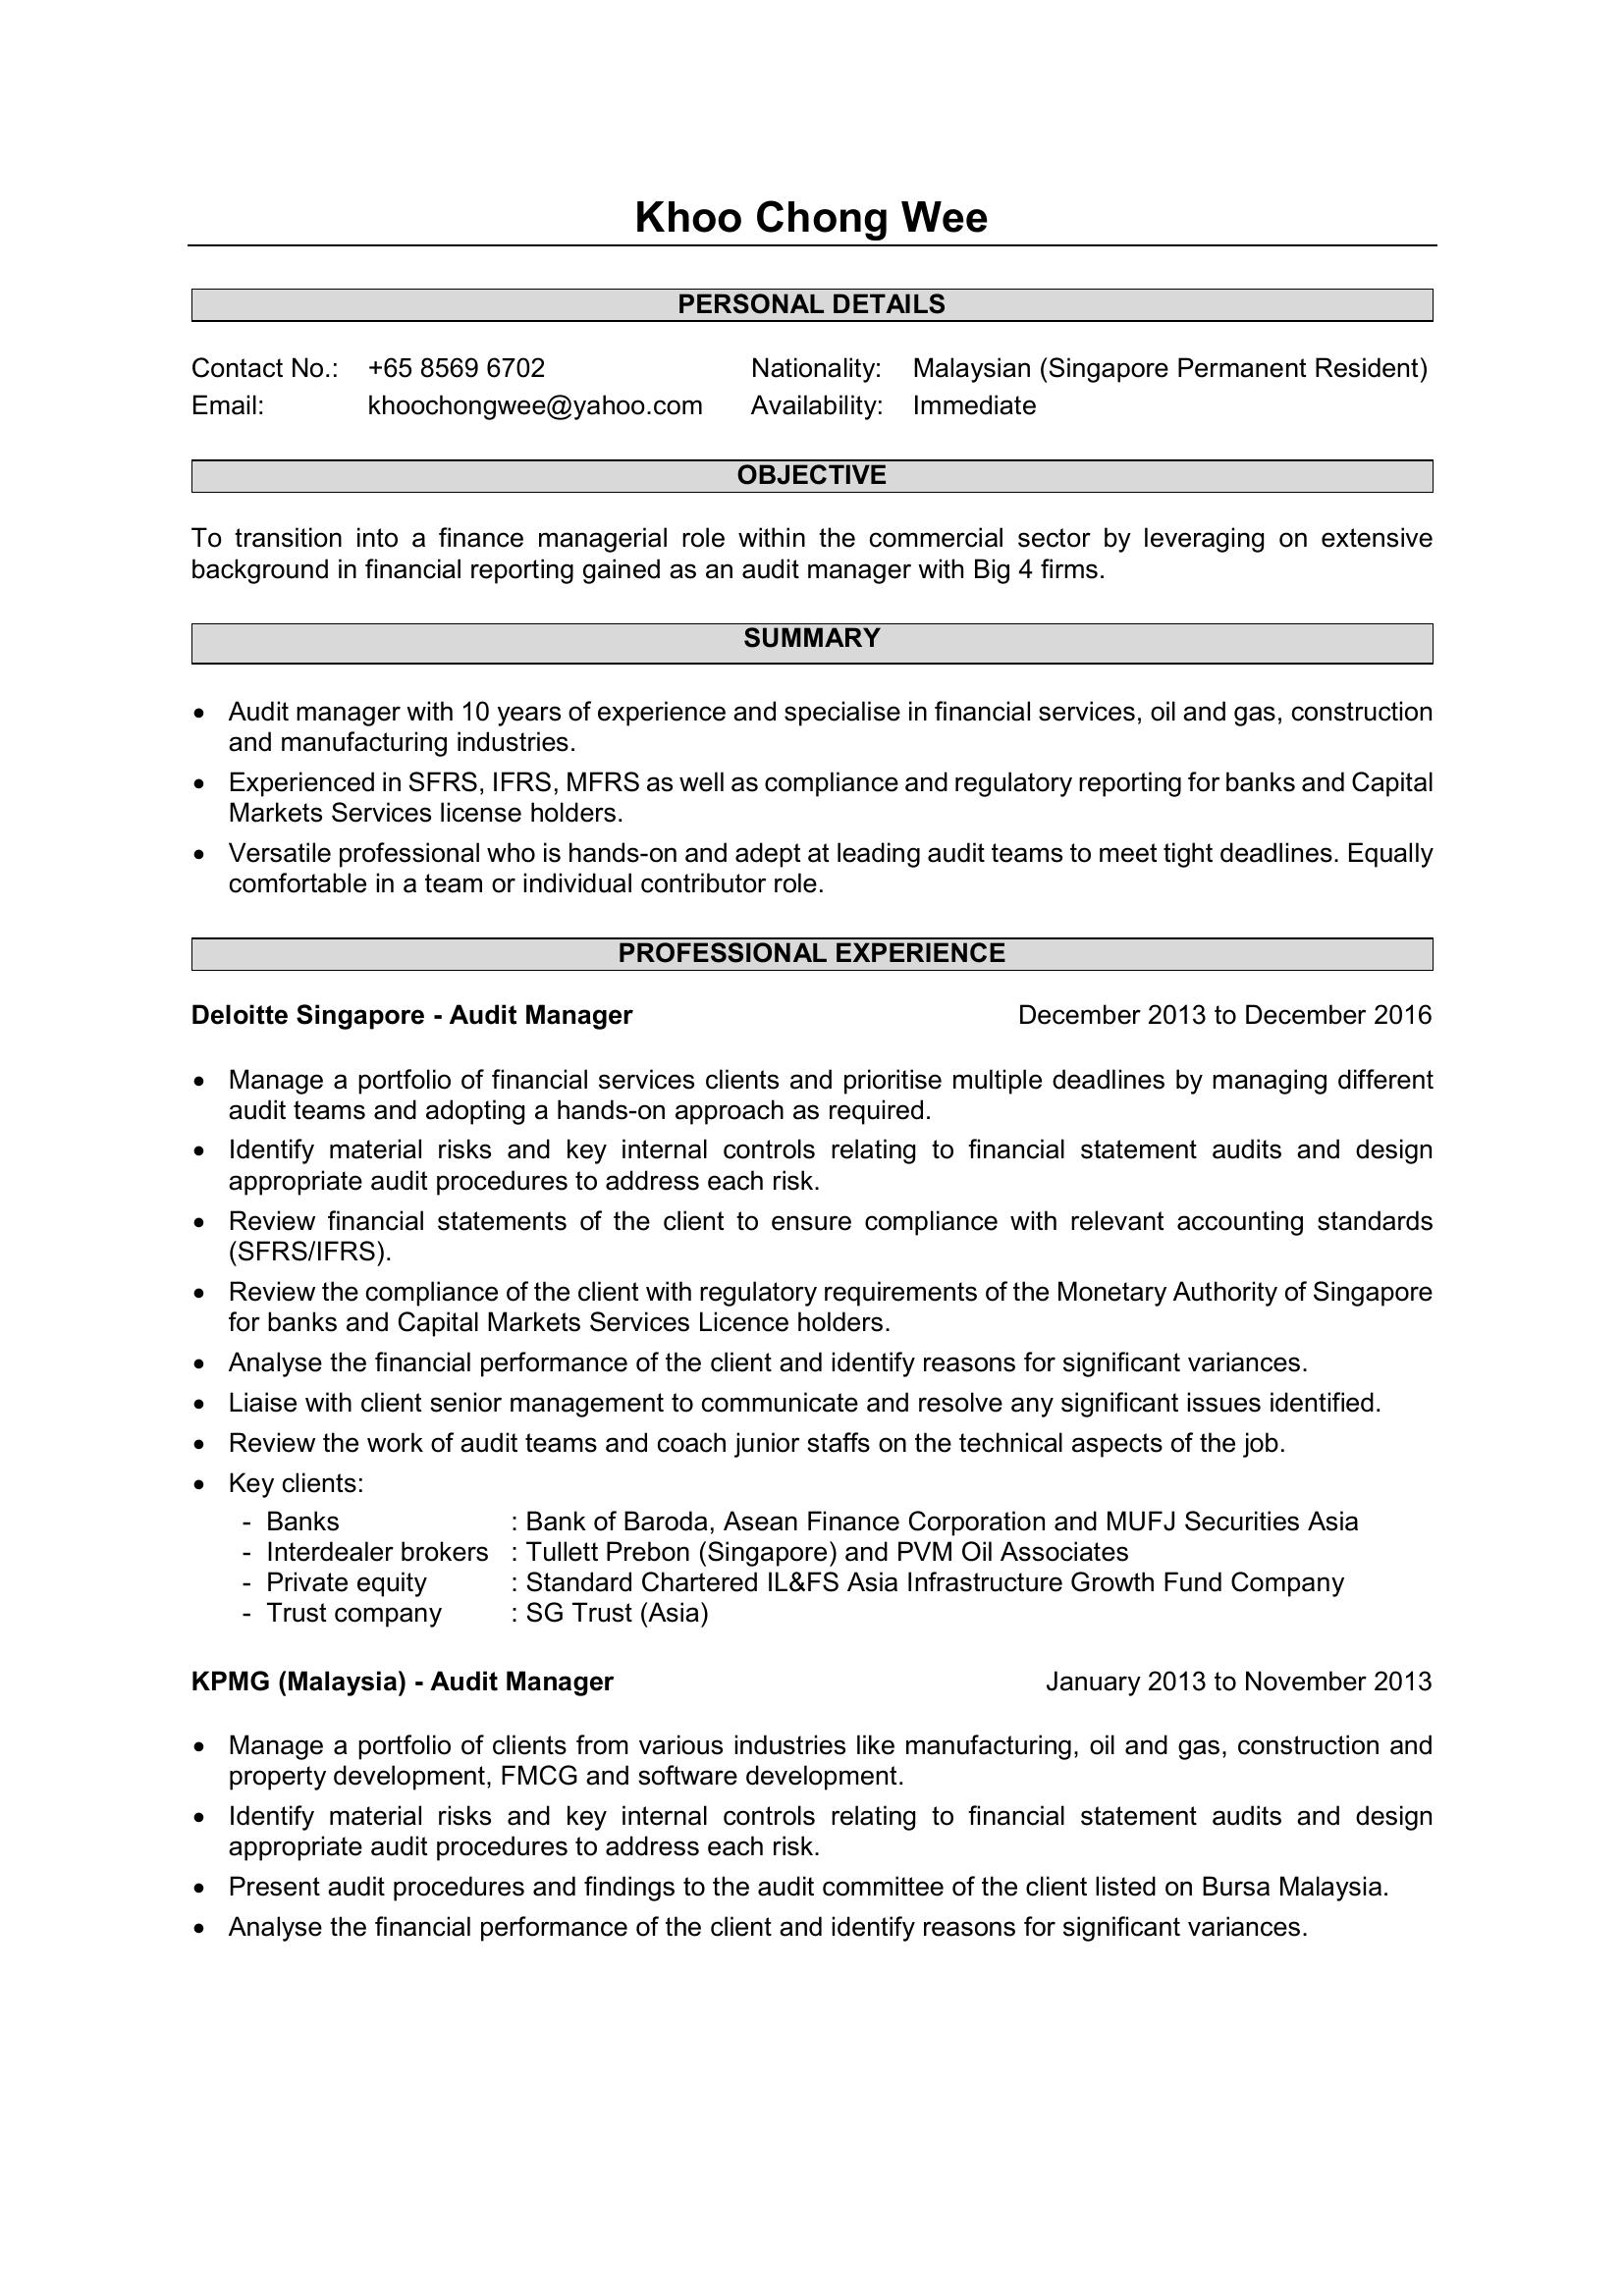 Khoo Chong Wee
PERSONAL DETAILS
Contact No.: +65 8569 6702 Nationality: Malaysian (Singapore Permanent Resident)
Email: khoochongwee@yahoo.com Availability: Immediate
OBJECTIVE
To transition into a finance managerial role within the commercial sector by leveraging on extensive
background in financial reporting gained as an audit manager with Big 4 firms.
SUMMARY
• Audit manager with 10 years of experience and specialise in financial services, oil and gas, construction
and manufacturing industries.
• Experienced in SFRS, IFRS, MFRS as well as compliance and regulatory reporting for banks and Capital
Markets Services license holders.
• Versatile professional who is hands-on and adept at leading audit teams to meet tight deadlines. Equally
comfortable in a team or individual contributor role.
PROFESSIONAL EXPERIENCE
Deloitte Singapore - Audit Manager December 2013 to December 2016
• Manage a portfolio of financial services clients and prioritise multiple deadlines by managing different
audit teams and adopting a hands-on approach as required.
• Identify material risks and key internal controls relating to financial statement audits and design
appropriate audit procedures to address each risk.
• Review financial statements of the client to ensure compliance with relevant accounting standards
(SFRS/IFRS).
• Review the compliance of the client with regulatory requirements of the Monetary Authority of Singapore
for banks and Capital Markets Services Licence holders.
• Analyse the financial performance of the client and identify reasons for significant variances.
• Liaise with client senior management to communicate and resolve any significant issues identified.
• Review the work of audit teams and coach junior staffs on the technical aspects of the job.
• Key clients:
- Banks : Bank of Baroda, Asean Finance Corporation and MUFJ Securities Asia
- Interdealer brokers : Tullett Prebon (Singapore) and PVM Oil Associates
- Private equity : Standard Chartered IL&FS Asia Infrastructure Growth Fund Company
- Trust company : SG Trust (Asia)
KPMG (Malaysia) - Audit Manager January 2013 to November 2013
• Manage a portfolio of clients from various industries like manufacturing, oil and gas, construction and
property development, FMCG and software development.
• Identify material risks and key internal controls relating to financial statement audits and design
appropriate audit procedures to address each risk.
• Present audit procedures and findings to the audit committee of the client listed on Bursa Malaysia.
• Analyse the financial performance of the client and identify reasons for significant variances.